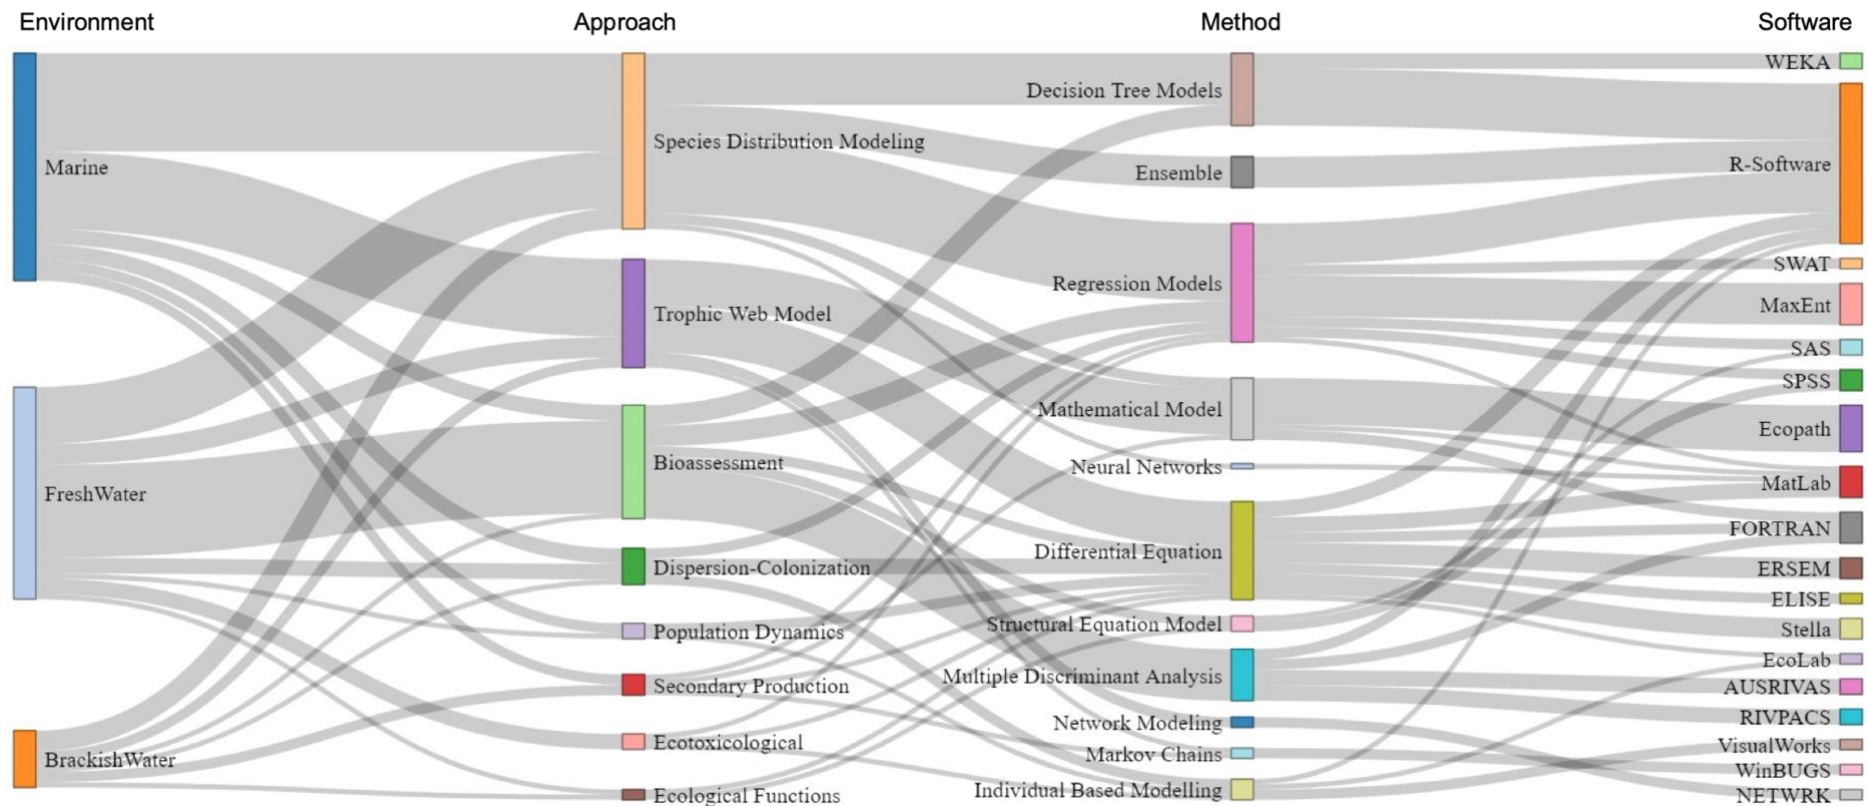 Environment
Approach
Method
Software
Marine
FreshWater
BrackishWater
Species Distribution Modeling
Trophic Web Model
Bioassessment
Dispersion-Colonization
Population Dynamics
Secondary Production
Ecotoxicological
Ecological Functions
Decision Tree Models
Ensemble
Regression Models
Mathematical Model
Neural Networks
Differential Equation
Structural Equation Model
Multiple Discriminant Analysis
Network Modeling
Markov Chains
Individual Based Modelling
WEKA
R-Software
SWAT
MaxEnt
SAS
SPSS
Ecopath
MatLab
FORTRAN
ERSEM
ELISE
Stella
EcoLab
AUSRIVAS
RIVPACS
VisualWorks
WinBUGS
NETWRK